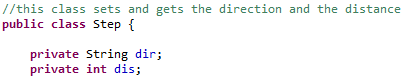 //this class sets and gets the direction and the distance
public class Step {
private String dir;
private int dis;